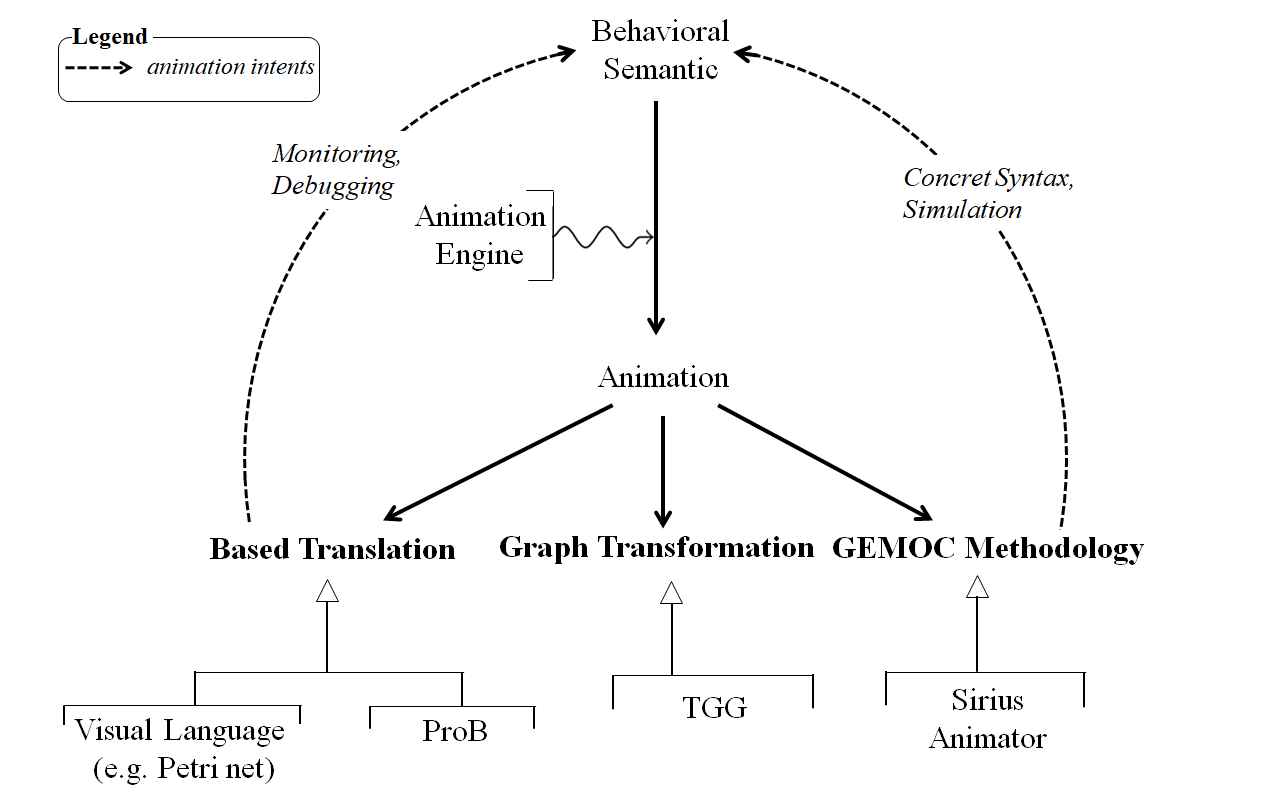 Legend
animation intents
Behavioral
Semantic
Monitoring,
Debugging
Concret Syntax,
Simulation
Animation
Engine
Animation
Based Translation
Graph Transformation
GEMOC Methodology
Visual Language
(e.g. Petri net)
ProB
TGG
Sirius
Animator